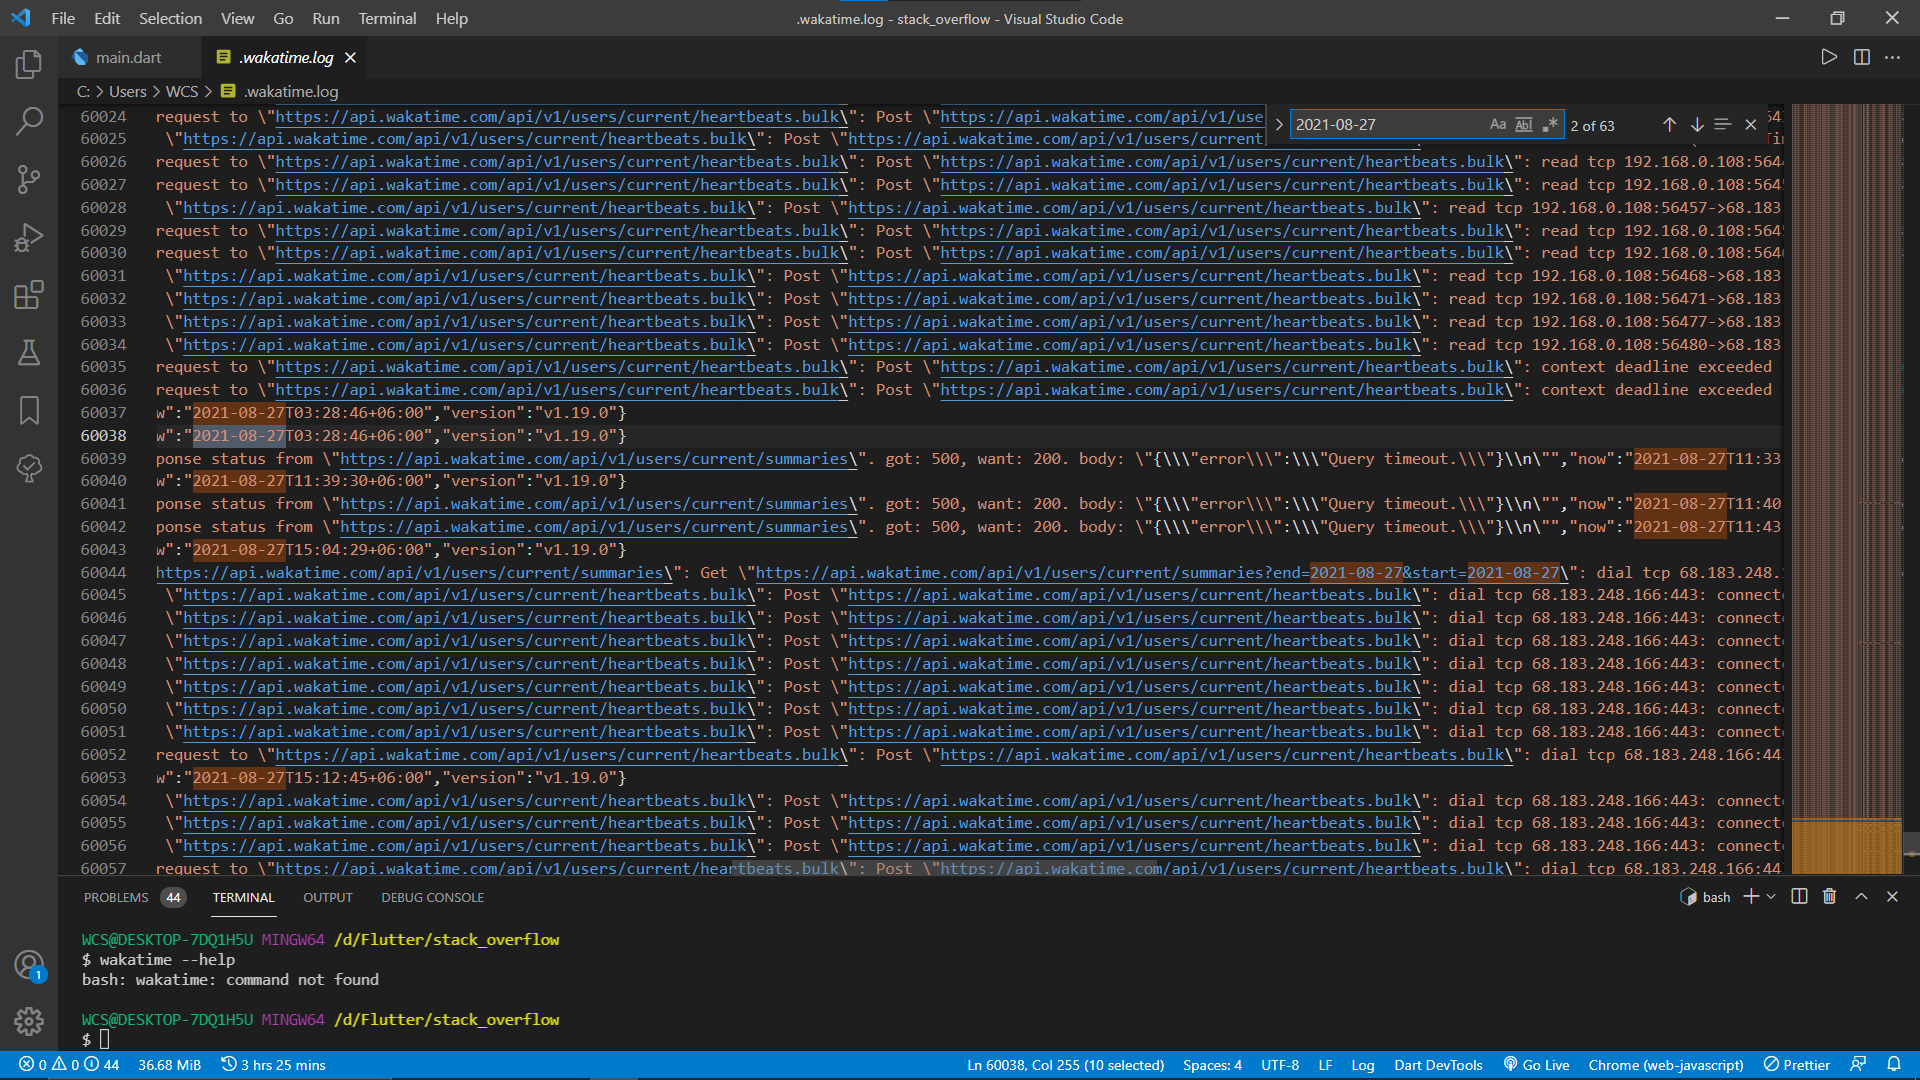 File Edit Selection View Go Run Terminal Help .wakatime.log - stack_overflow - Visual Studio Code
main.dart .wakatime.log
C: > Users > WCS > .wakatime.log
2021-08-27 Aa Abl .* 2 of 63
60024 request to \"https://api.wakatime.com/api/v1/users/current/heartbeats.bulk\": Post \"https://api.wakatime.com/api/v1/use
60025 \"https://api.wakatime.com/api/v1/users/current/heartbeats.bulk\": Post \"https://api.wakatime.com/api/v1/users/current
60026 request to \"https://api.wakatime.com/api/v1/users/current/heartbeats.bulk\": Post \"https://api.wakatime.com/api/v1/users/current/heartbeats.bulk\": read tcp 192.168.0.108:564
60027 request to \"https://api.wakatime.com/api/v1/users/current/heartbeats.bulk\": Post \"https://api.wakatime.com/api/v1/users/current/heartbeats.bulk\": read tcp 192.168.0.108:564
60028 \"https://api.wakatime.com/api/v1/users/current/heartbeats.bulk\": Post \"https://api.wakatime.com/api/v1/users/current/heartbeats.bulk\": read tcp 192.168.0.108:56457->68.183
60029 request to \"https://api.wakatime.com/api/v1/users/current/heartbeats.bulk\": Post \"https://api.wakatime.com/api/v1/users/current/heartbeats.bulk\": read tcp 192.168.0.108:564
60030 request to \"https://api.wakatime.com/api/v1/users/current/heartbeats.bulk\": Post \"https://api.wakatime.com/api/v1/users/current/heartbeats.bulk\": read tcp 192.168.0.108:564
60031 \"https://api.wakatime.com/api/v1/users/current/heartbeats.bulk\": Post \"https://api.wakatime.com/api/v1/users/current/heartbeats.bulk\": read tcp 192.168.0.108:56468->68.183
60032 \"https://api.wakatime.com/api/v1/users/current/heartbeats.bulk\": Post \"https://api.wakatime.com/api/v1/users/current/heartbeats.bulk\": read tcp 192.168.0.108:56471->68.183
60033 \"https://api.wakatime.com/api/v1/users/current/heartbeats.bulk\": Post \"https://api.wakatime.com/api/v1/users/current/heartbeats.bulk\": read tcp 192.168.0.108:56477->68.183
60034 \"https://api.wakatime.com/api/v1/users/current/heartbeats.bulk\": Post \"https://api.wakatime.com/api/v1/users/current/heartbeats.bulk\": read tcp 192.168.0.108:56480->68.183
60035 request to \"https://api.wakatime.com/api/v1/users/current/heartbeats.bulk\": Post \"https://api.wakatime.com/api/v1/users/current/heartbeats.bulk\": context deadline exceeded
60036 request to \"https://api.wakatime.com/api/v1/users/current/heartbeats.bulk\": Post \"https://api.wakatime.com/api/v1/users/current/heartbeats.bulk\": context deadline exceeded
60037 w":"2021-08-27T03:28:46+06:00","version":"v1.19.0"}
60038 w":"2021-08-27T03:28:46+06:00","version":"v1.19.0"}
60039 ponse status from \"https://api.wakatime.com/api/v1/users/current/summaries\". got: 500, want: 200. body: \"{\\\"error\\\":\\\"Query timeout.\\\"}\\n\"","now":"2021-08-27T11:33
60040 w":"2021-08-27T11:39:30+06:00","version":"v1.19.0"}
60041 ponse status from \"https://api.wakatime.com/api/v1/users/current/summaries\". got: 500, want: 200. body: \"{\\\"error\\\":\\\"Query timeout.\\\"}\\n\"","now":"2021-08-27T11:40
60042 ponse status from \"https://api.wakatime.com/api/v1/users/current/summaries\". got: 500, want: 200. body: \"{\\\"error\\\":\\\"Query timeout.\\\"}\\n\"","now":"2021-08-27T11:43
60043 w":"2021-08-27T15:04:29+06:00","version":"v1.19.0"}
60044 https://api.wakatime.com/api/v1/users/current/summaries\": Get \"https://api.wakatime.com/api/v1/users/current/summaries?end=2021-08-27&start=2021-08-27\": dial tcp 68.183.248.
60045 \"https://api.wakatime.com/api/v1/users/current/heartbeats.bulk\": Post \"https://api.wakatime.com/api/v1/users/current/heartbeats.bulk\": dial tcp 68.183.248.166:443: connect
60046 \"https://api.wakatime.com/api/v1/users/current/heartbeats.bulk\": Post \"https://api.wakatime.com/api/v1/users/current/heartbeats.bulk\": dial tcp 68.183.248.166:443: connect
60047 \"https://api.wakatime.com/api/v1/users/current/heartbeats.bulk\": Post \"https://api.wakatime.com/api/v1/users/current/heartbeats.bulk\": dial tcp 68.183.248.166:443: connect
60048 \"https://api.wakatime.com/api/v1/users/current/heartbeats.bulk\": Post \"https://api.wakatime.com/api/v1/users/current/heartbeats.bulk\": dial tcp 68.183.248.166:443: connect
60049 \"https://api.wakatime.com/api/v1/users/current/heartbeats.bulk\": Post \"https://api.wakatime.com/api/v1/users/current/heartbeats.bulk\": dial tcp 68.183.248.166:443: connect
60050 \"https://api.wakatime.com/api/v1/users/current/heartbeats.bulk\": Post \"https://api.wakatime.com/api/v1/users/current/heartbeats.bulk\": dial tcp 68.183.248.166:443: connect
60051 \"https://api.wakatime.com/api/v1/users/current/heartbeats.bulk\": Post \"https://api.wakatime.com/api/v1/users/current/heartbeats.bulk\": dial tcp 68.183.248.166:443: connect
60052 request to \"https://api.wakatime.com/api/v1/users/current/heartbeats.bulk\": Post \"https://api.wakatime.com/api/v1/users/current/heartbeats.bulk\": dial tcp 68.183.248.166:44
60053 w":"2021-08-27T15:12:45+06:00","version":"v1.19.0"}
60054 \"https://api.wakatime.com/api/v1/users/current/heartbeats.bulk\": Post \"https://api.wakatime.com/api/v1/users/current/heartbeats.bulk\": dial tcp 68.183.248.166:443: connect
60055 \"https://api.wakatime.com/api/v1/users/current/heartbeats.bulk\": Post \"https://api.wakatime.com/api/v1/users/current/heartbeats.bulk\": dial tcp 68.183.248.166:443: connect
60056 \"https://api.wakatime.com/api/v1/users/current/heartbeats.bulk\": Post \"https://api.wakatime.com/api/v1/users/current/heartbeats.bulk\": dial tcp 68.183.248.166:443: connect
60057 request to \"https://api.wakatime.com/api/v1/users/current/heartbeats.bulk\": Post \"https://api.wakatime.com/api/v1/users/current/heartbeats.bulk\": dial tcp 68.183.248.166:44
PROBLEMS 44 TERMINAL OUTPUT DEBUG CONSOLE bash
WCS@DESKTOP-7DQ1H5U MINGW64 /d/Flutter/stack_overflow
$ wakatime --help
bash: wakatime: command not found
WCS@DESKTOP-7DQ1H5U MINGW64 /d/Flutter/stack_overflow
$
1
0 0 44 36.68 MiB 3 hrs 25 mins Ln 60038, Col 255 (10 selected) Spaces: 4 UTF-8 LF Log Dart DevTools Go Live Chrome (web-javascript) Prettier